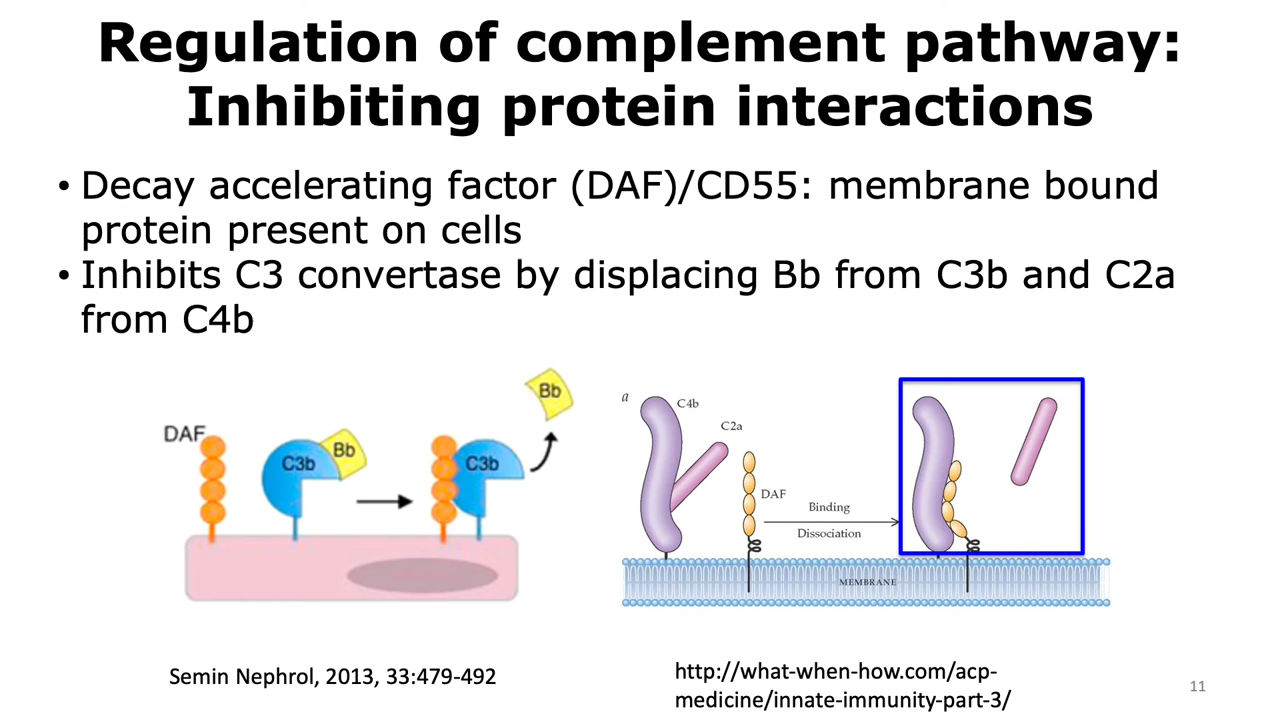 Regulation of complement pathway:
Inhibiting protein interactions
• Decay accelerating factor (DAF)/CD55: membrane bound
protein present on cells
• Inhibits C3 convertase by displacing Bb from C3b and C2a
from C4b
DAF
C3b
Bb
C3b
Bb
a
C4b
C2a
DAF
Binding
Dissociation
MEMBRANE
Semin Nephrol, 2013, 33:479-492
http://what-when-how.com/acp-
medicine/innate-immunity-part-3/
11